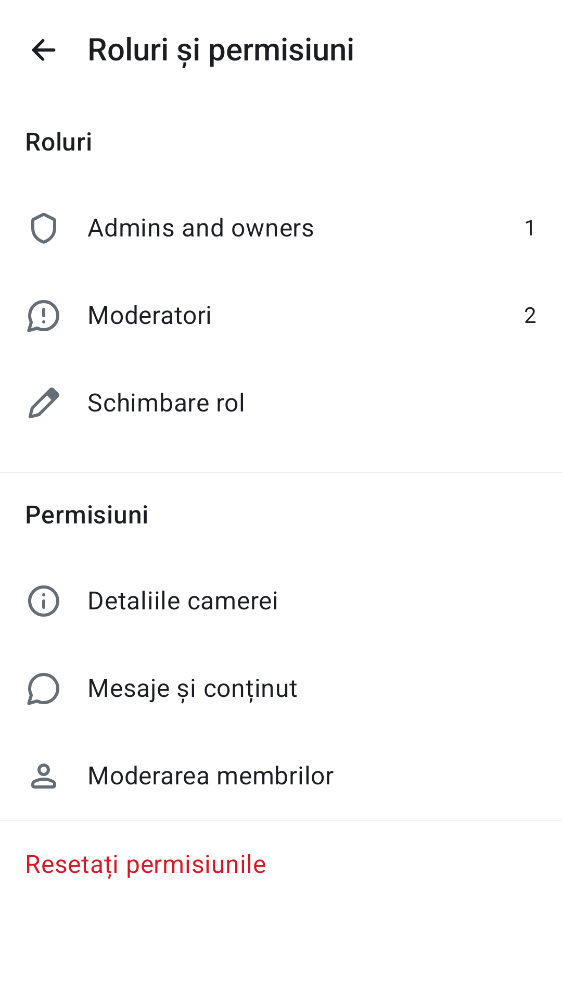 Roluri și permisiuni
Roluri
Admins and owners 1
Moderatori 2
Schimbare rol
Permisiuni
Detaliile camerei
Mesaje și conținut
Moderarea membrilor
Resetați permisiunile